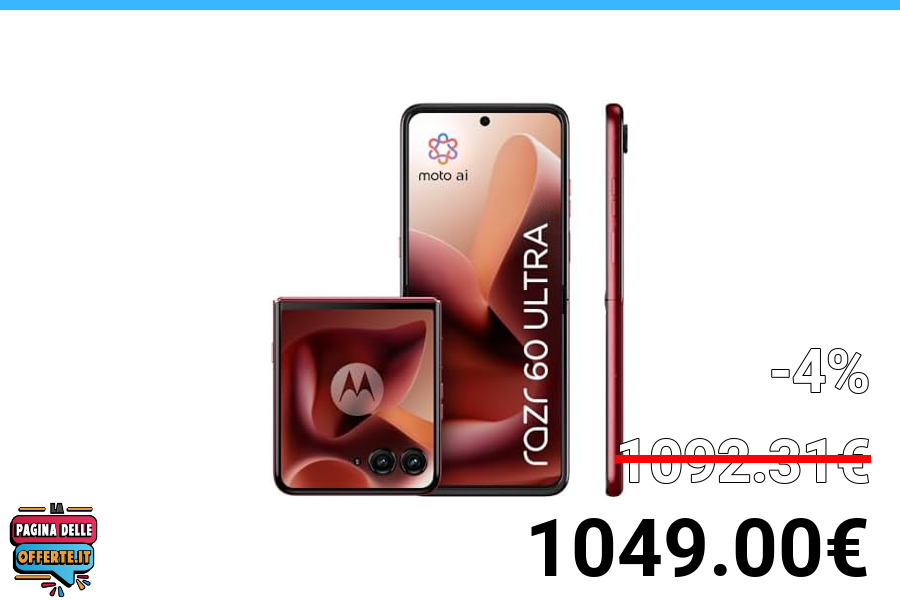 moto ai
razr 60 ULTRA
-4%
1092.31€
1049.00€
LA
PAGINA DELLE
OFFERTE.IT